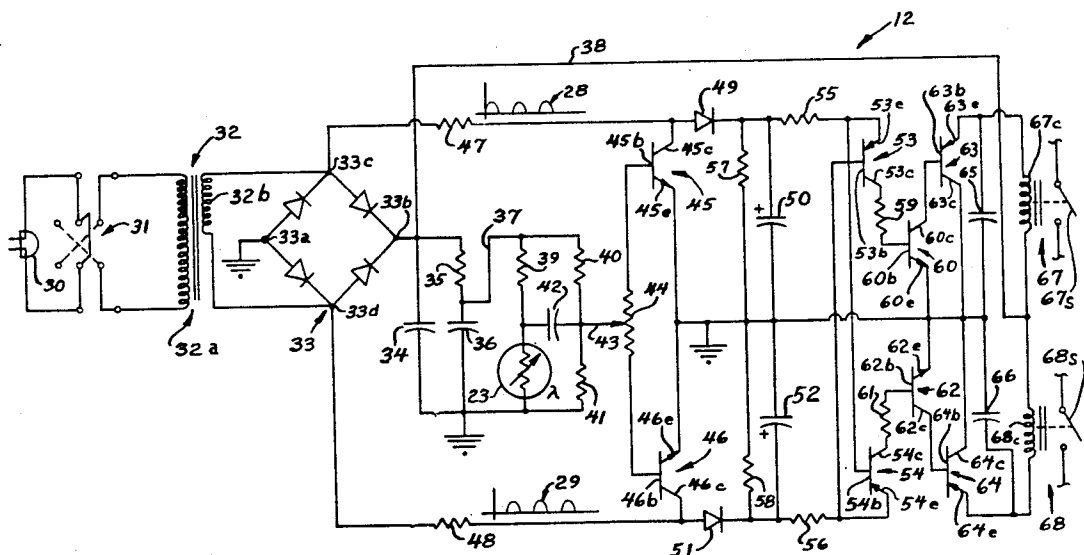 12
38
28
49
55
53e
63b
63e
67c
32
47
33c
45b
45c
57
53
63
31
32b
33b
37
45e
45
50
53c
59
63c
65
33a
35
39
40
60c
53b
60b
60
67
67s
30
42
44
60e
33d
43
34
36
62e
62b
62
66
68s
32a
33
23
λ
41
46e
52
61
62c
64b
68c
46
58
54c
64c
29
46b
46c
54
64
54b
54e
68
48
51
56
64e
+
+